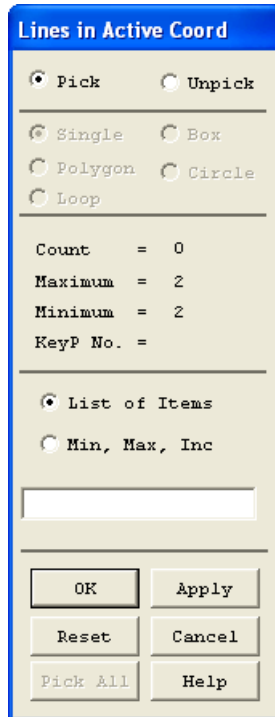 Lines in Active Coord
Pick Unpick
Single Box
Polygon Circle
Loop
Count = 0
Maximum = 2
Minimum = 2
KeyP No. =
List of Items
Min, Max, Inc
OK Apply
Reset Cancel
Pick All Help